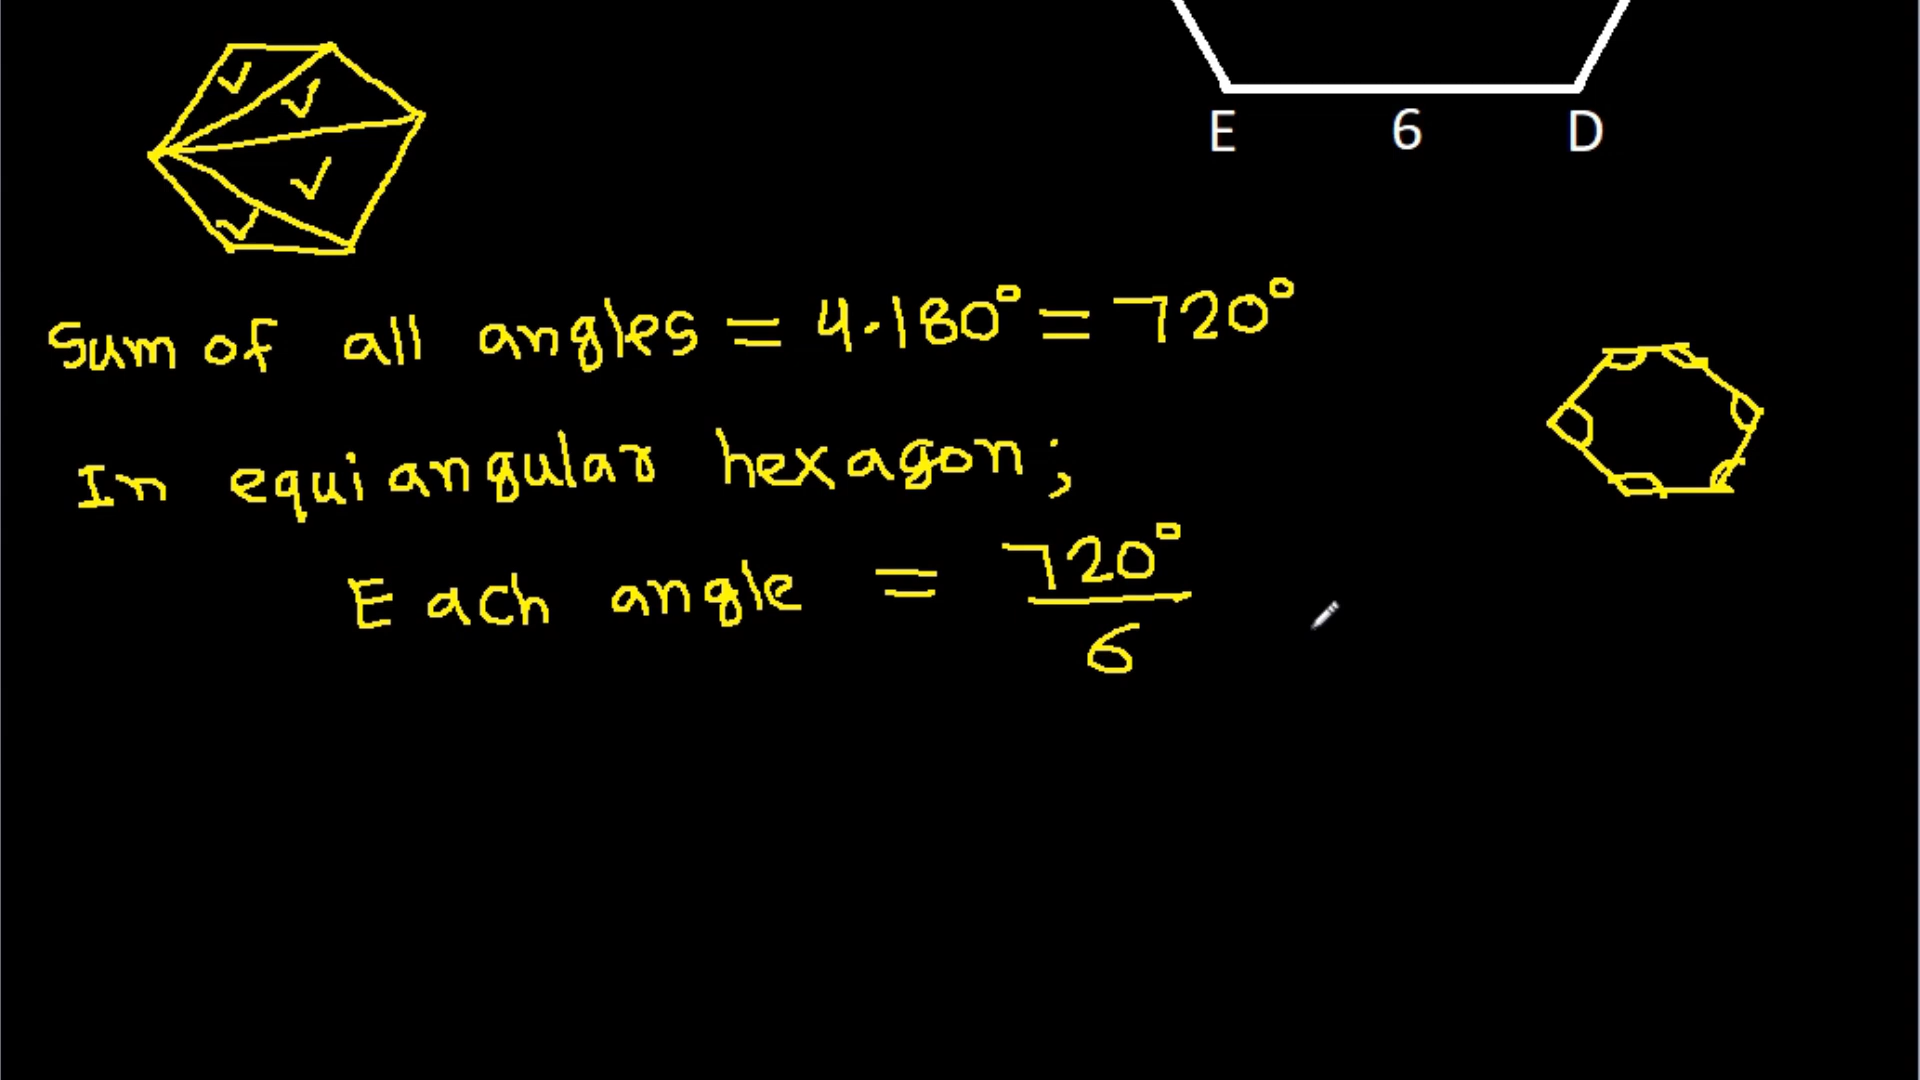 E 6 D
Sum of all angles = 4·180° = 720°
In equiangular hexagon;
Each angle = 720°/6